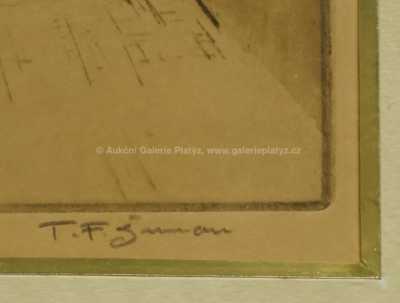 © Aukční Galerie Platýz, www.galerieplatyz.cz
T. F. Šimon